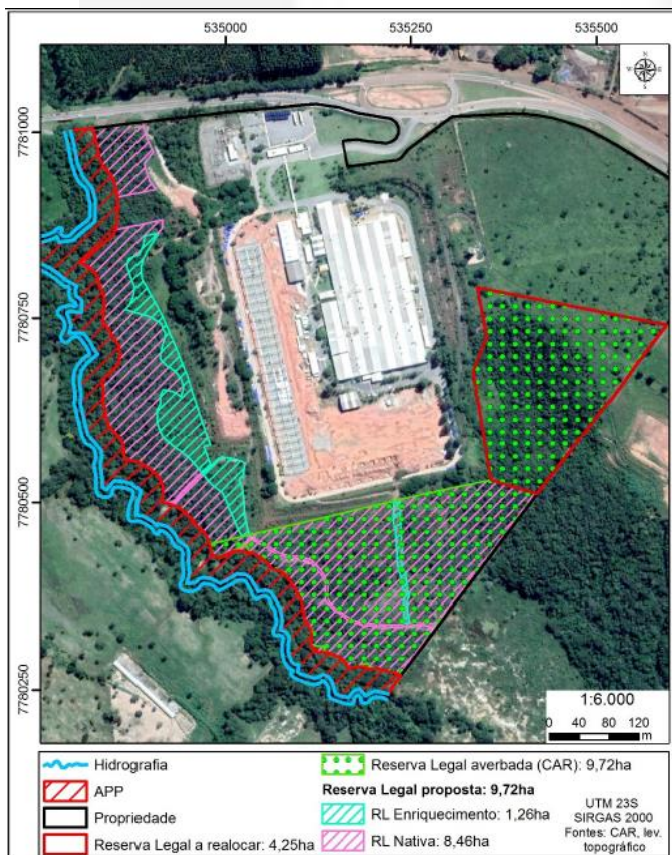 535000 535250 535500
N
W E
S
7781000
7780750
7780500
7780250
1:6.000
0 40 80 120
m
Hidrografia
APP
Propriedade
Reserva Legal a realocar: 4,25ha
Reserva Legal averbada (CAR): 9,72ha
Reserva Legal proposta: 9,72ha
RL Enriquecimento: 1,26ha
RL Nativa: 8,46ha
UTM 23S
SIRGAS 2000
Fontes: CAR, lev.
topográfico